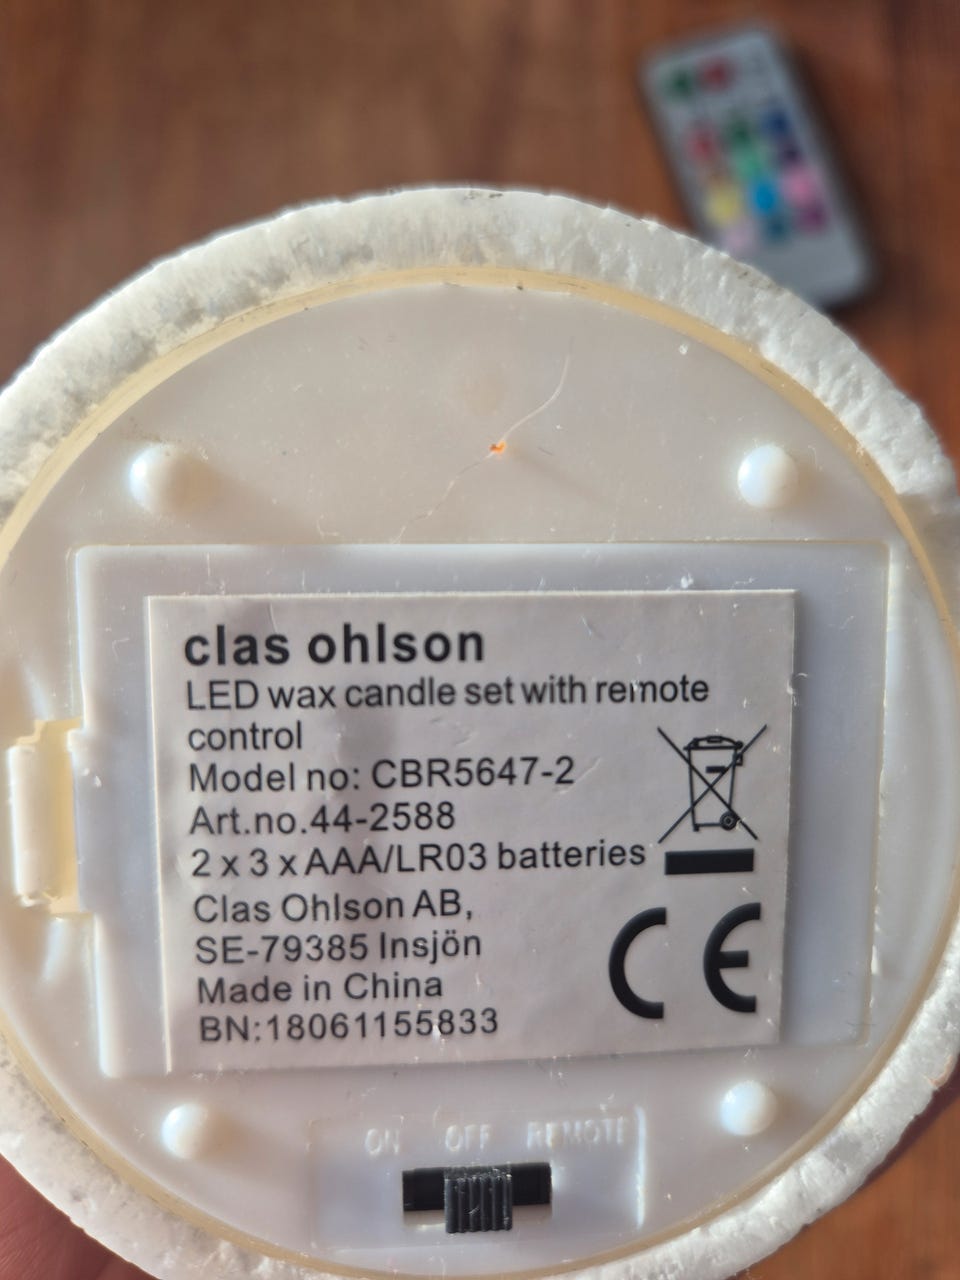 clas ohlson
LED wax candle set with remote
control
Model no: CBR5647-2
Art.no.44-2588
2 x 3 x AAA/LR03 batteries
Clas Ohlson AB,
SE-79385 Insjön
Made in China
BN:18061155833
CE
ON OFF REMOTE